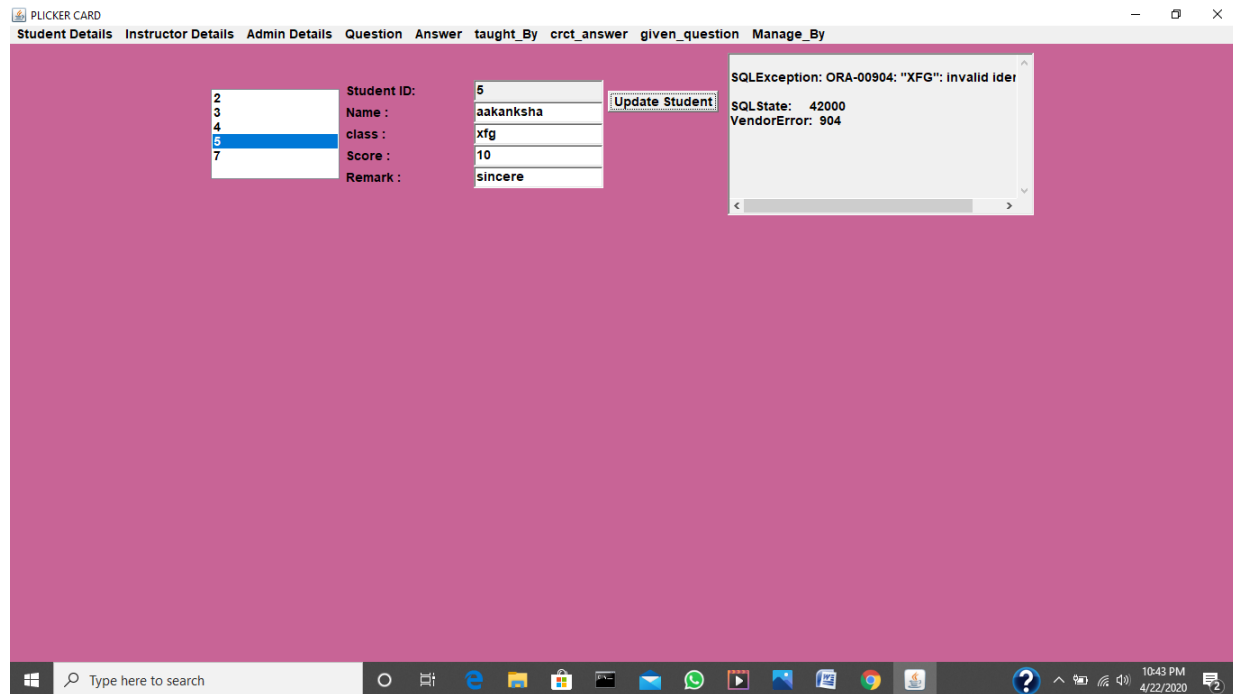 PLICKER CARD
Student Details Instructor Details Admin Details Question Answer taught_By crct_answer given_question Manage_By
2
3
4
5
7
Student ID: 5
Name : aakanksha
class : xfg
Score : 10
Remark : sincere
Update Student
SQLException: ORA-00904: "XFG": invalid ider
SQLState: 42000
VendorError: 904
Type here to search
10:43 PM
4/22/2020
2